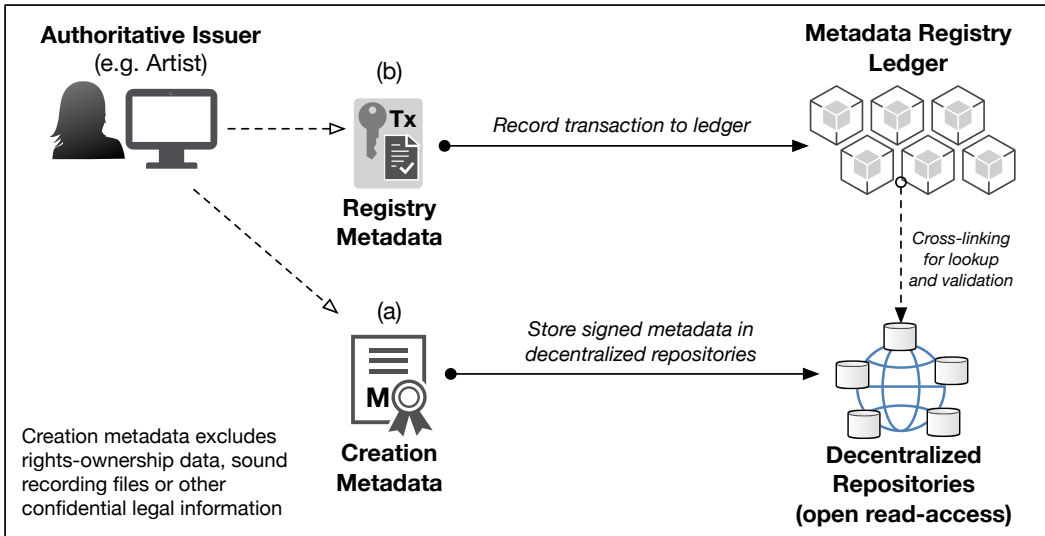 Authoritative Issuer
(e.g. Artist)
(b)
Tx
Registry
Metadata
Record transaction to ledger
Metadata Registry
Ledger
Cross-linking
for lookup
and validation
(a)
M
Creation
Metadata
Store signed metadata in
decentralized repositories
Decentralized
Repositories
(open read-access)
Creation metadata excludes
rights-ownership data, sound
recording files or other
confidential legal information